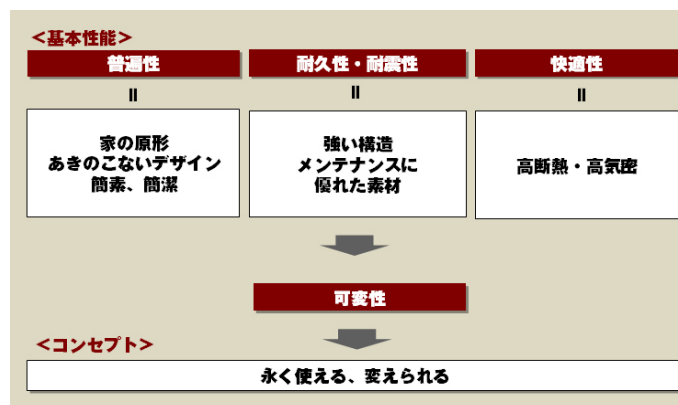 <基本性能>
普遍性
耐久性・耐震性
快適性
=
=
=
家の原形
あきのこないデザイン
簡素、簡潔
強い構造
メンテナンスに
優れた素材
高断熱・高気密
可変性
<コンセプト>
永く使える、変えられる